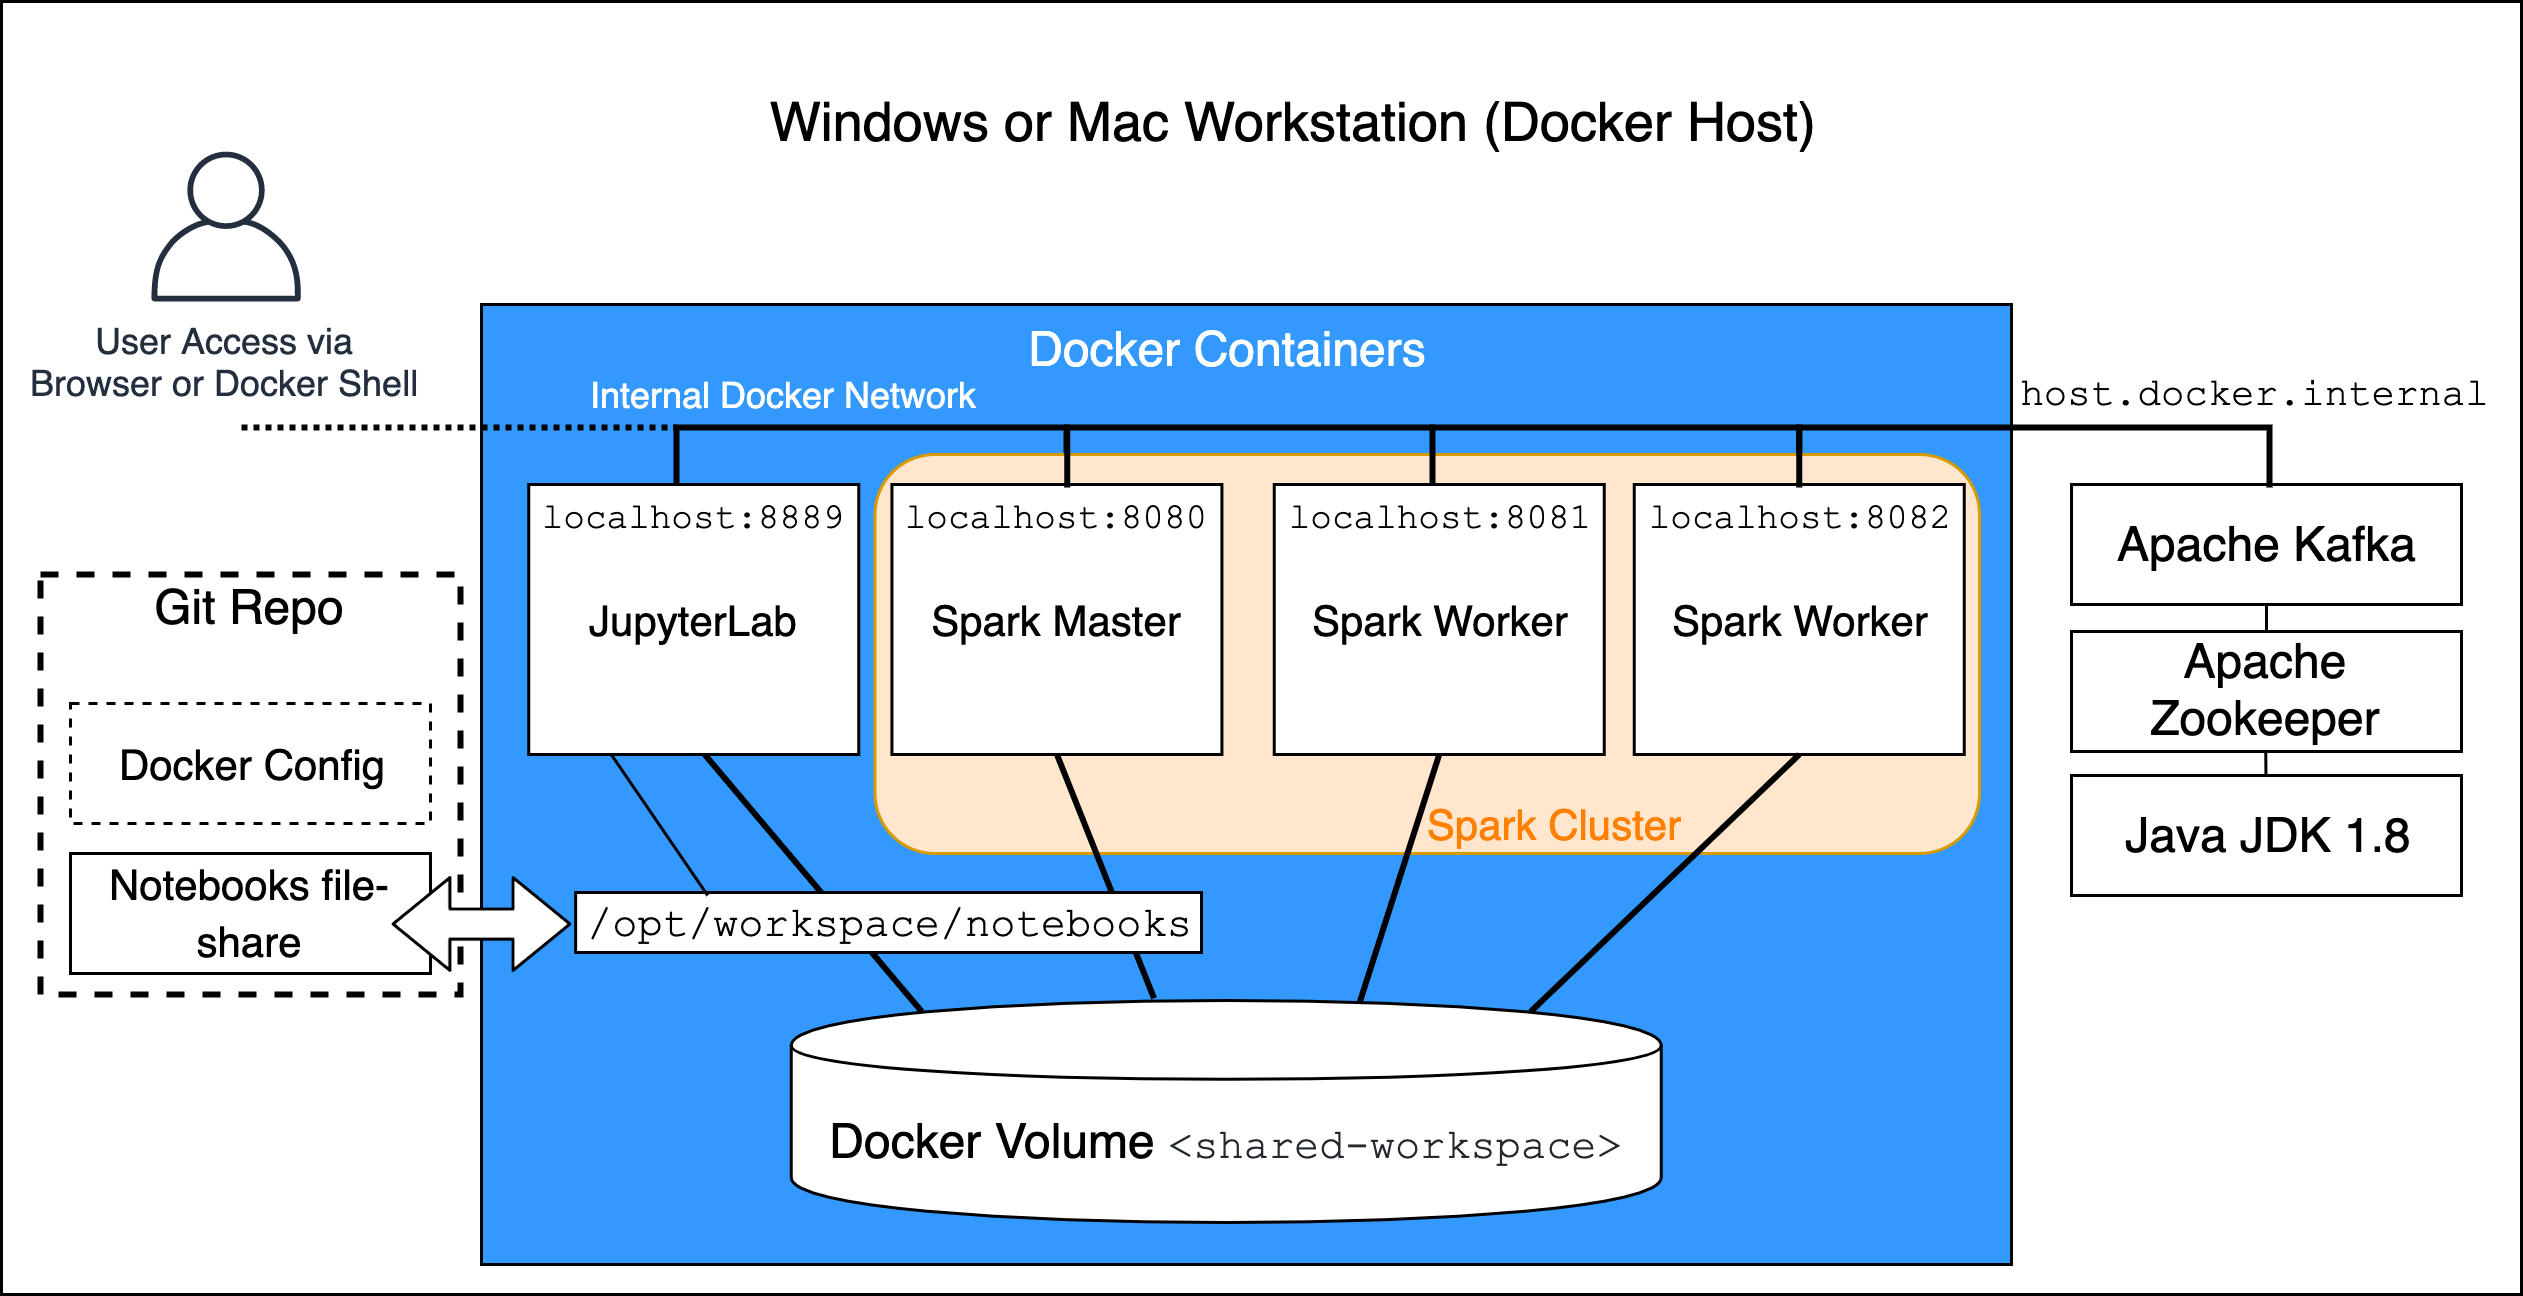 Windows or Mac Workstation (Docker Host)
User Access via
Browser or Docker Shell
Docker Containers
Internal Docker Network
host.docker.internal
localhost:8889
JupyterLab
localhost:8080
Spark Master
localhost:8081
Spark Worker
localhost:8082
Spark Worker
Spark Cluster
Apache Kafka
Apache
Zookeeper
Java JDK 1.8
Git Repo
Docker Config
Notebooks file-
share
/opt/workspace/notebooks
Docker Volume <shared-workspace>